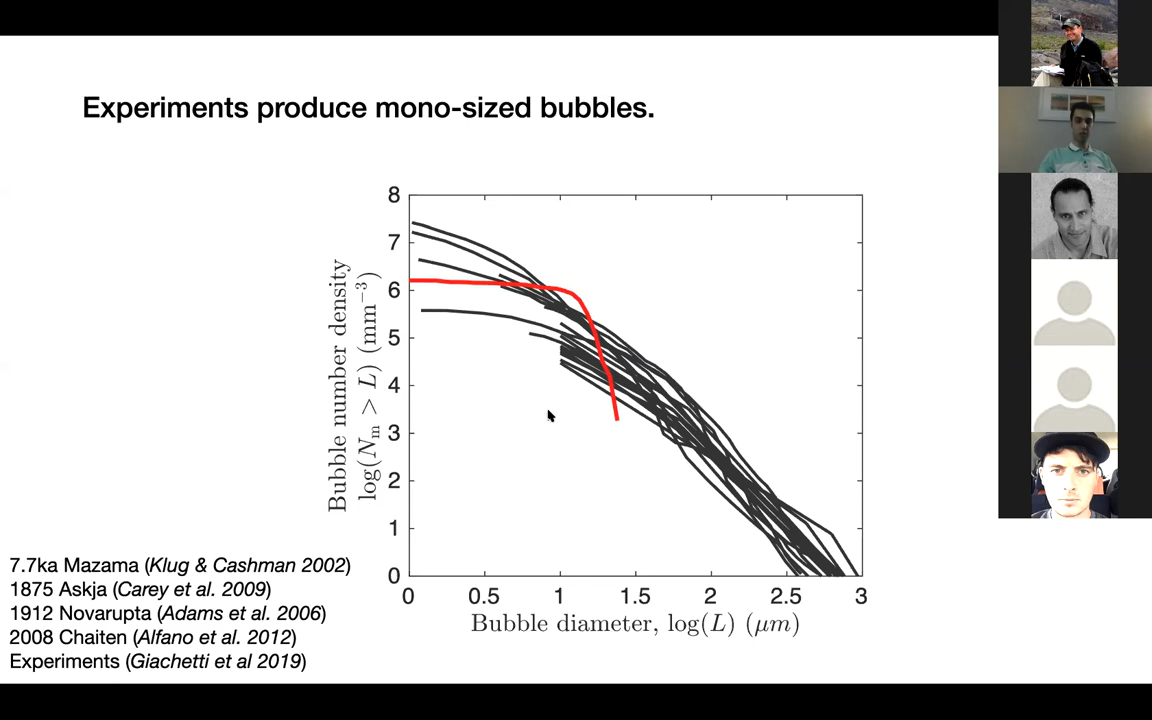 Experiments produce mono-sized bubbles.
8
7
6
5
4
3
2
1
0
Bubble number density
log(Nₘ > L) (mm⁻³)
0 0.5 1 1.5 2 2.5 3
Bubble diameter, log(L) (μm)
7.7ka Mazama (Klug & Cashman 2002)
1875 Askja (Carey et al. 2009)
1912 Novarupta (Adams et al. 2006)
2008 Chaiten (Alfano et al. 2012)
Experiments (Giachetti et al 2019)